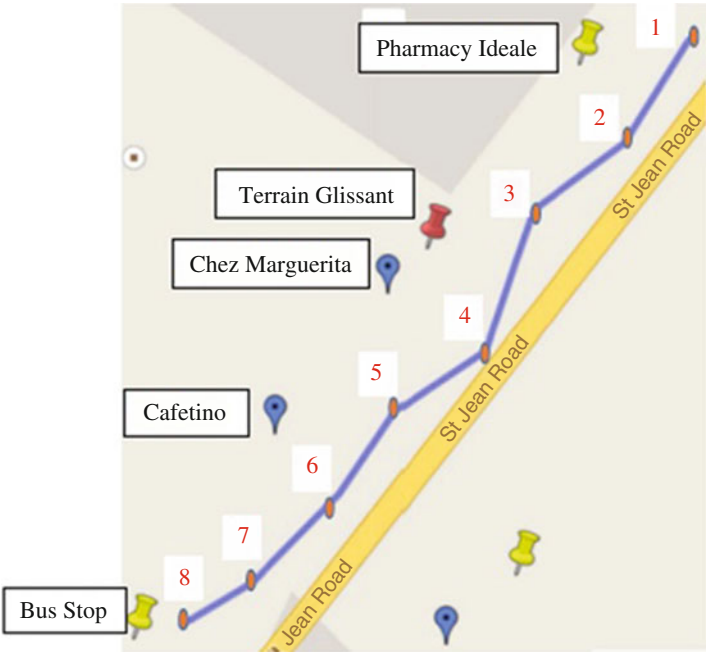 1
Pharmacy Ideale
2
St Jean Road
Terrain Glissant
3
Chez Marguerita
4
St Jean Road
5
Cafetino
6
7
8
Bus Stop
Jean Road